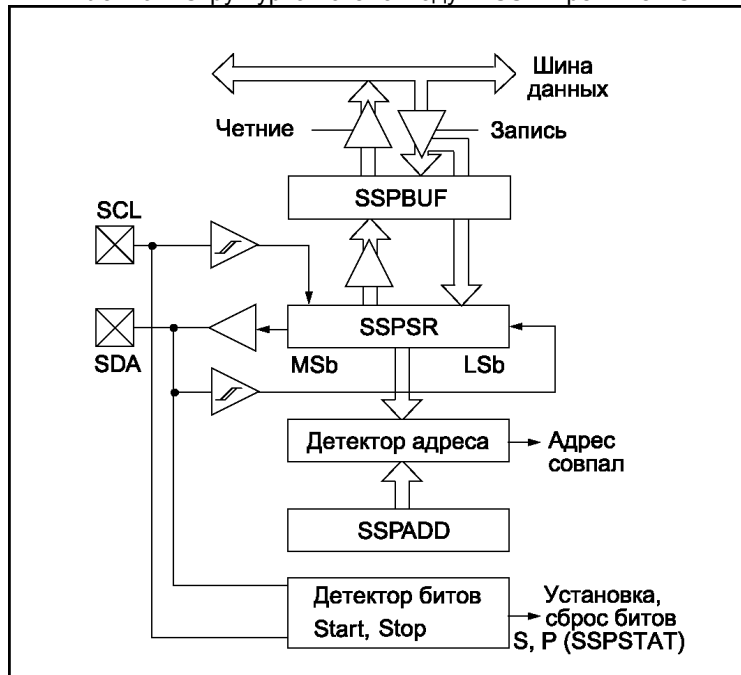 Шина
данных
Четние
Запись
SSPBUF
SCL
SSPSR
SDA
MSb
LSb
Детектор адреса
Адрес
совпал
SSPADD
Детектор битов
Start, Stop
Установка,
сброс битов
S, P (SSPSTAT)